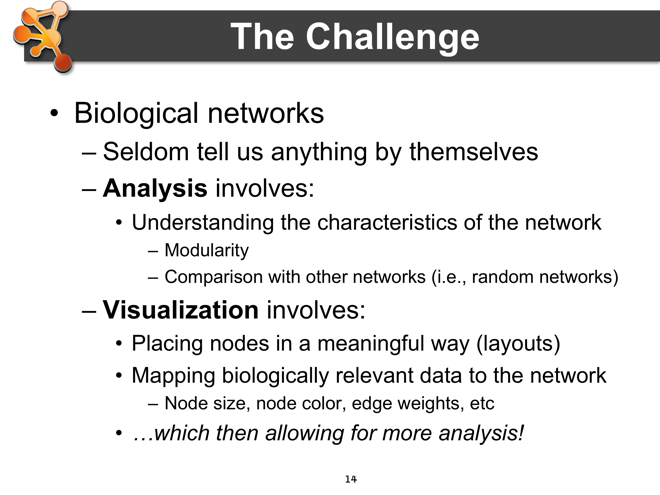 The Challenge
• Biological networks
– Seldom tell us anything by themselves
– Analysis involves:
• Understanding the characteristics of the network
– Modularity
– Comparison with other networks (i.e., random networks)
– Visualization involves:
• Placing nodes in a meaningful way (layouts)
• Mapping biologically relevant data to the network
– Node size, node color, edge weights, etc
• …which then allowing for more analysis!
14